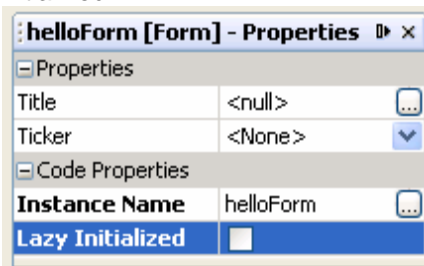 helloForm [Form] - Properties
Properties
Title <null> ...
Ticker <None>
Code Properties
Instance Name helloForm ...
Lazy Initialized